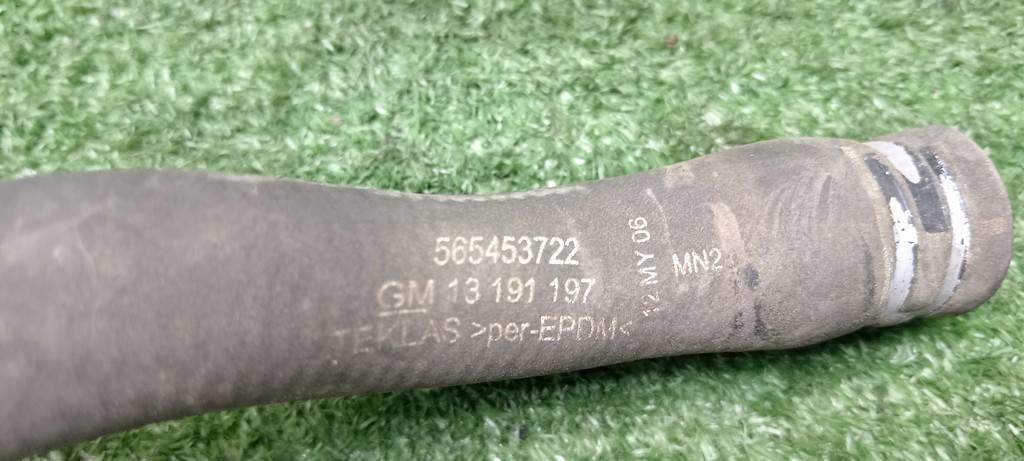 565453722
GM 13 191 197
TEKLAS >per-EPDM<
12 MY 06
MN2